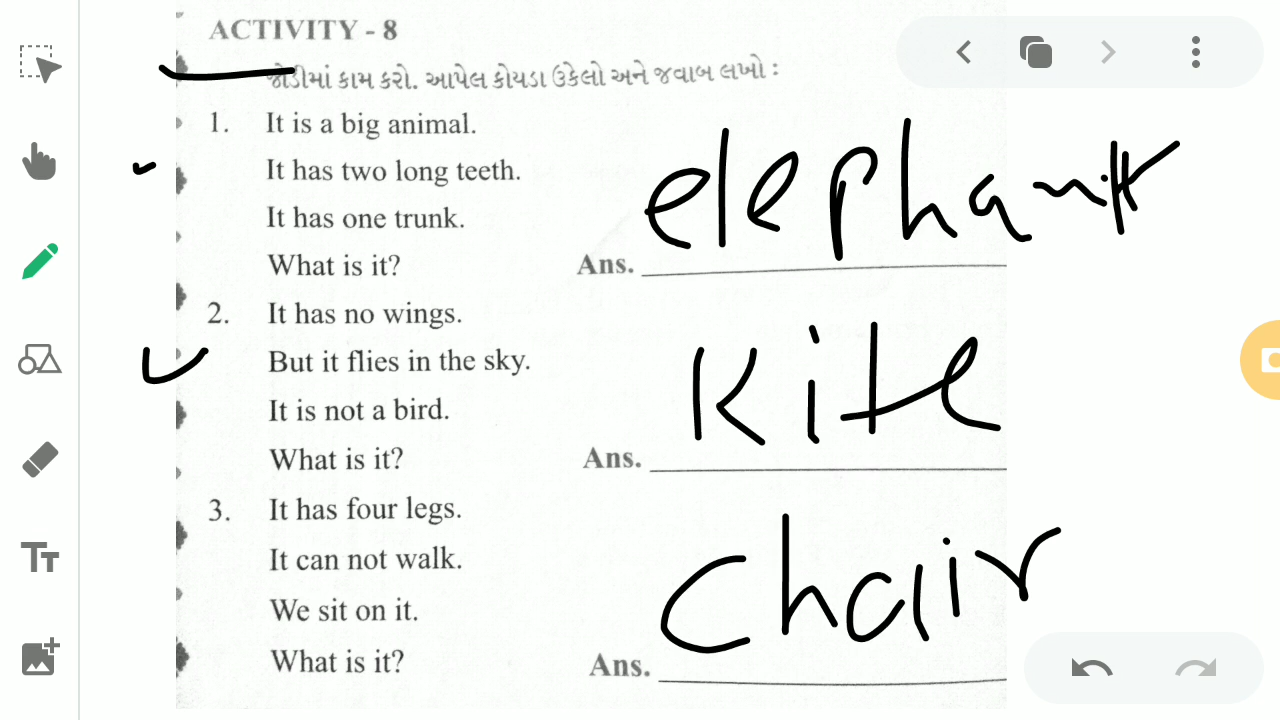 ACTIVITY - 8
જોડીમાં કામ કરો. આપેલ કોયડા ઉકેલો અને જવાબ લખો :
1. It is a big animal.
It has two long teeth.
It has one trunk.
What is it? Ans. elephant
2. It has no wings.
But it flies in the sky.
It is not a bird.
What is it? Ans. Kite
3. It has four legs.
It can not walk.
We sit on it.
What is it? Ans. Chair
TT